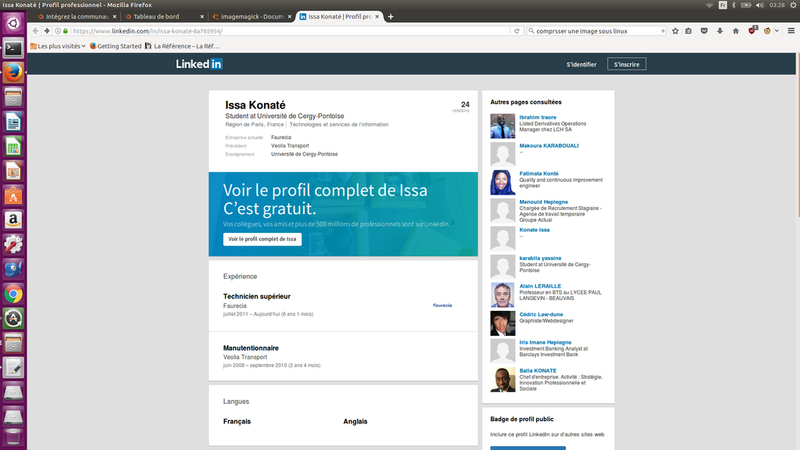 Issa Konaté | Profil professionnel - Mozilla Firefox
Fr
03:28
Intégrez la communau
Tableau de bord
imagemagick - Docum
Issa Konaté | Profil pr
https://www.linkedin.com/in/issa-konaté-8a765954/
comprsser une image sous linux
Les plus visités
Getting Started
La Référence – La Réf...
Linked in
S'identifier
S'inscrire
Issa Konaté
24
relations
Student at Université de Cergy-Pontoise
Région de Paris, France
Technologies et services de l'information
Entreprise actuelle
Faurecia
Précédent
Veolia Transport
Enseignement
Université de Cergy-Pontoise
Voir le profil complet de Issa
C'est gratuit.
Vos collègues, vos amis et plus de 500 millions de professionnels sont sur LinkedIn.
Voir le profil complet de Issa
Expérience
Technicien supérieur
Faurecia
juillet 2011 – Aujourd'hui (6 ans 1 mois)
Faurecia
Manutentionnaire
Veolia Transport
juin 2008 – septembre 2010 (2 ans 4 mois)
Langues
Français
Anglais
Autres pages consultées
Ibrahim traore
Listed Derivatives Operations
Manager chez LCH SA
Makoura KARABOUALI
--
Fatimata Konté
Quality and continuous improvement
engineer
Menould Hepiegne
Chargée de Recrutement Stagiaire -
Agence de travail temporaire
Groupe Actual
Konate Issa
--
karabila yassine
Student at Université de Cergy-
Pontoise
Alain LERAILLE
Professeur en BTS au LYCEE PAUL
LANGEVIN - BEAUVAIS
Cédric Law-dune
Graphiste/Webdesigner
Iris Imane Hepiegne
Investment Banking Analyst at
Barclays Investment Bank
Balla KONATE
Chef d'entreprise, Activité : Stratégie,
Innovation Professionnelle et
Sociale
Badge de profil public
Inclure ce profil LinkedIn sur d'autres sites web